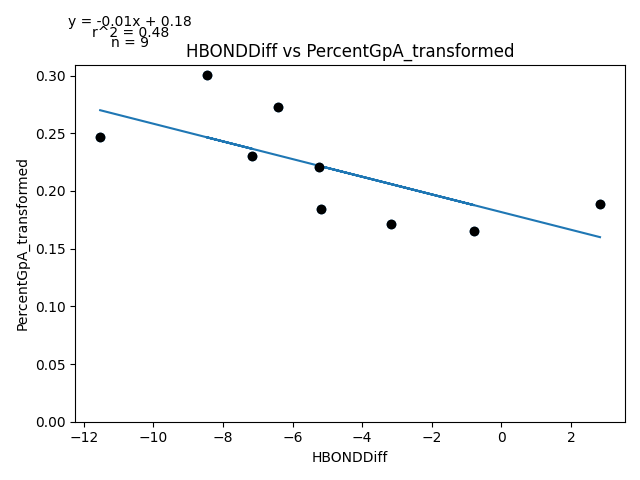 y = -0.01x + 0.18
r^2 = 0.48
n = 9
HBONDDiff vs PercentGpA_transformed
PercentGpA_transformed
0.30
0.25
0.20
0.15
0.10
0.05
0.00
−12 −10 −8 −6 −4 −2 0 2
HBONDDiff